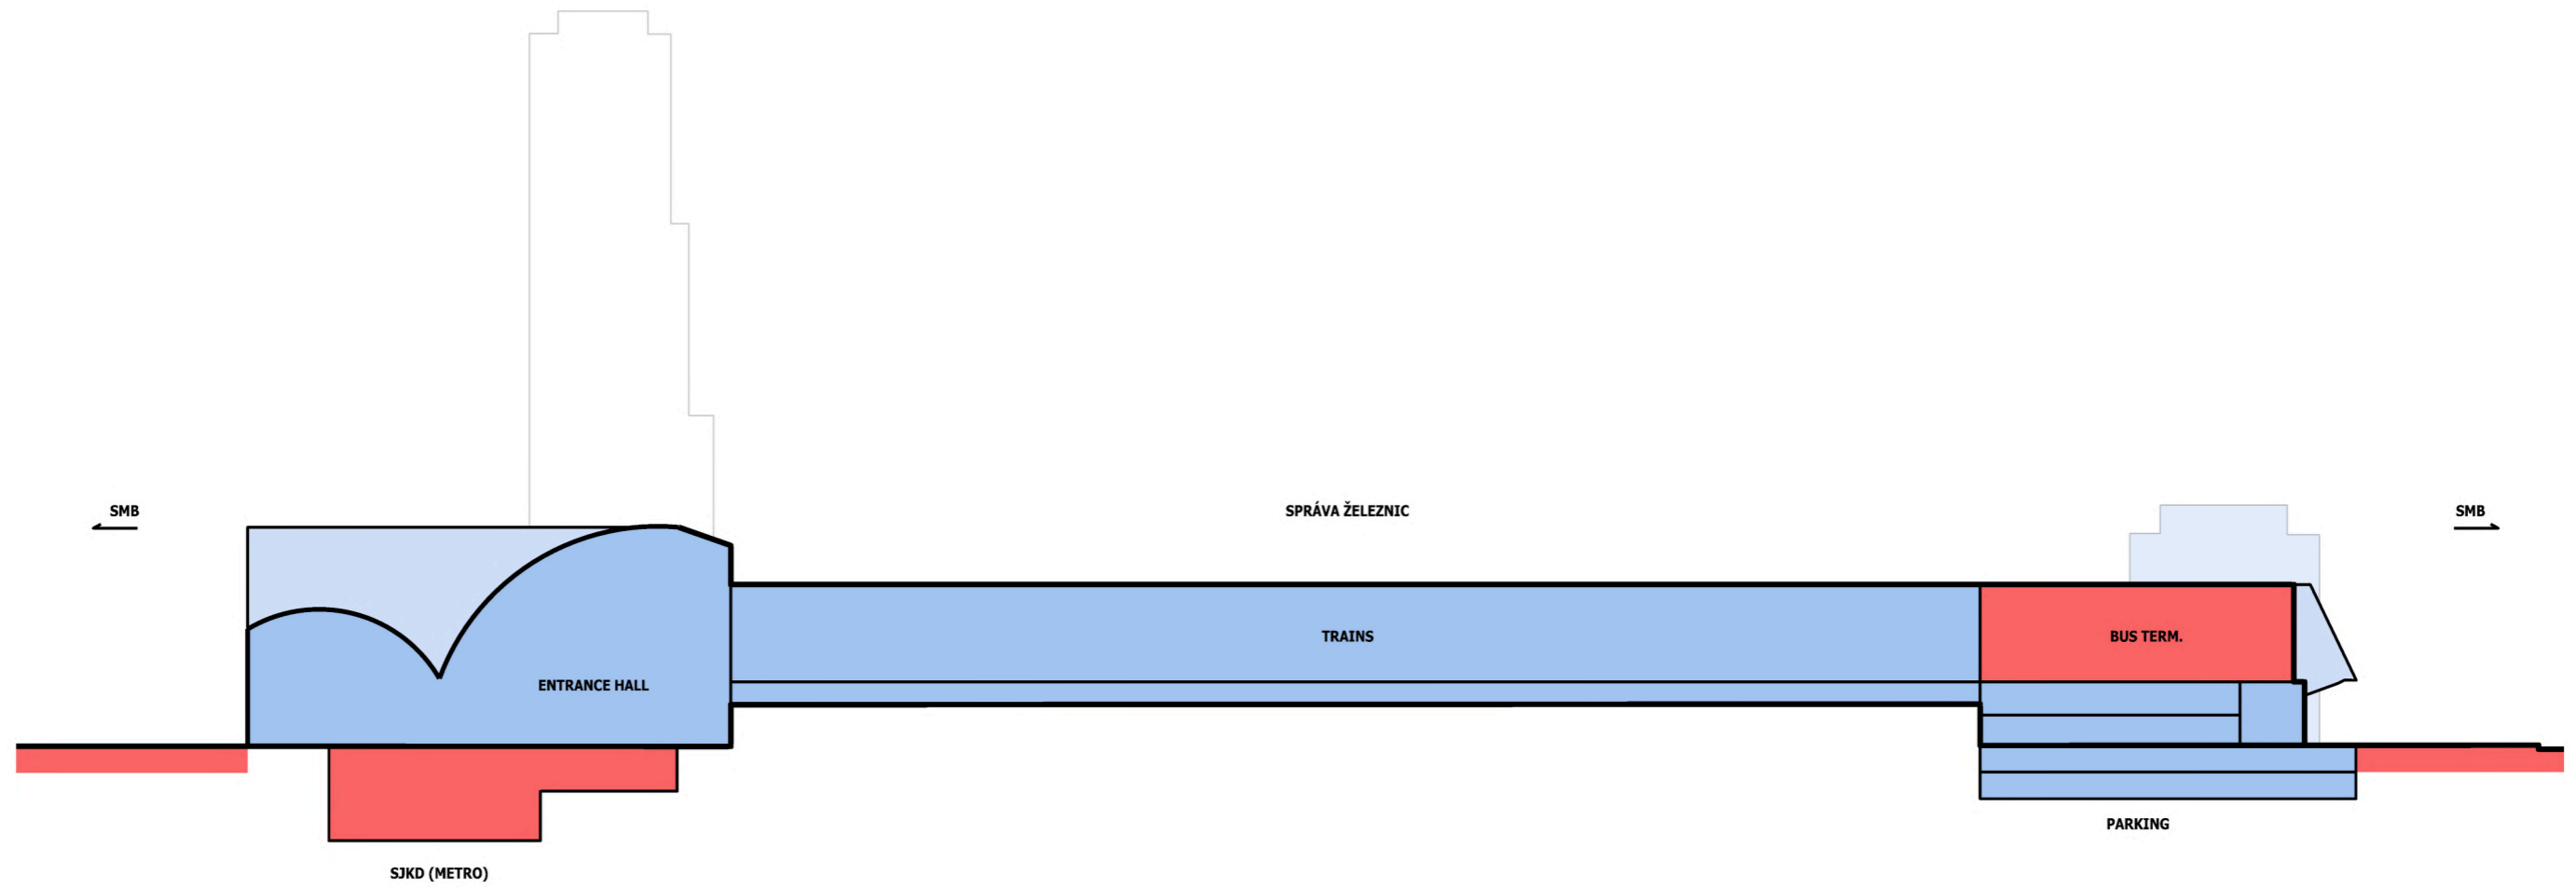 SMB
SPRÁVA ŽELEZNIC
SMB
TRAINS
BUS TERM.
ENTRANCE HALL
PARKING
SJKD (METRO)